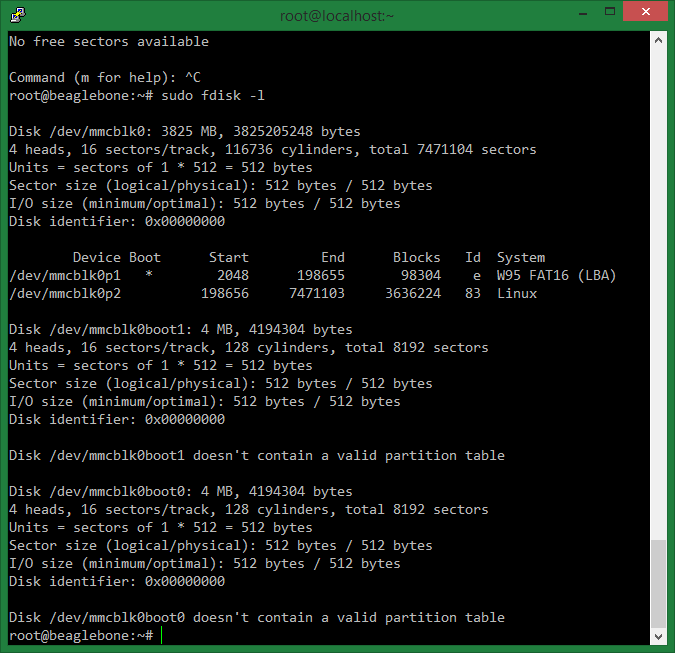 root@localhost:~
No free sectors available
Command (m for help): ^C
root@beaglebone:~# sudo fdisk -l
Disk /dev/mmcblk0: 3825 MB, 3825205248 bytes
4 heads, 16 sectors/track, 116736 cylinders, total 7471104 sectors
Units = sectors of 1 * 512 = 512 bytes
Sector size (logical/physical): 512 bytes / 512 bytes
I/O size (minimum/optimal): 512 bytes / 512 bytes
Disk identifier: 0x00000000
Device Boot Start End Blocks Id System
/dev/mmcblk0p1 * 2048 198655 98304 e W95 FAT16 (LBA)
/dev/mmcblk0p2 198656 7471103 3636224 83 Linux
Disk /dev/mmcblk0boot1: 4 MB, 4194304 bytes
4 heads, 16 sectors/track, 128 cylinders, total 8192 sectors
Units = sectors of 1 * 512 = 512 bytes
Sector size (logical/physical): 512 bytes / 512 bytes
I/O size (minimum/optimal): 512 bytes / 512 bytes
Disk identifier: 0x00000000
Disk /dev/mmcblk0boot1 doesn't contain a valid partition table
Disk /dev/mmcblk0boot0: 4 MB, 4194304 bytes
4 heads, 16 sectors/track, 128 cylinders, total 8192 sectors
Units = sectors of 1 * 512 = 512 bytes
Sector size (logical/physical): 512 bytes / 512 bytes
I/O size (minimum/optimal): 512 bytes / 512 bytes
Disk identifier: 0x00000000
Disk /dev/mmcblk0boot0 doesn't contain a valid partition table
root@beaglebone:~#